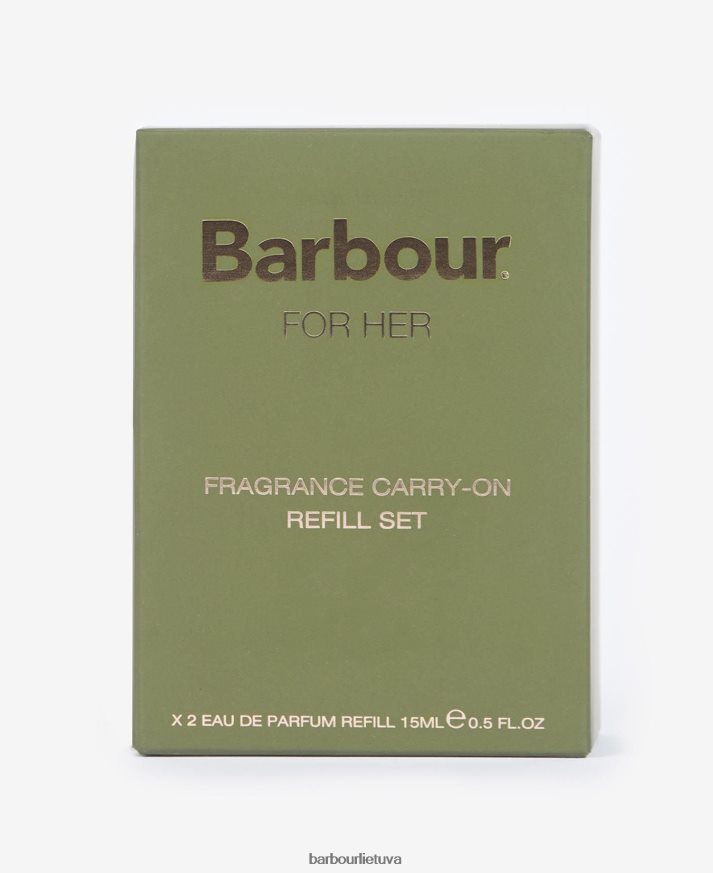 Barbour.
FOR HER
FRAGRANCE CARRY-ON
REFILL SET
X 2 EAU DE PARFUM REFILL 15ML℮0.5 FL.OZ
barbourlietuva